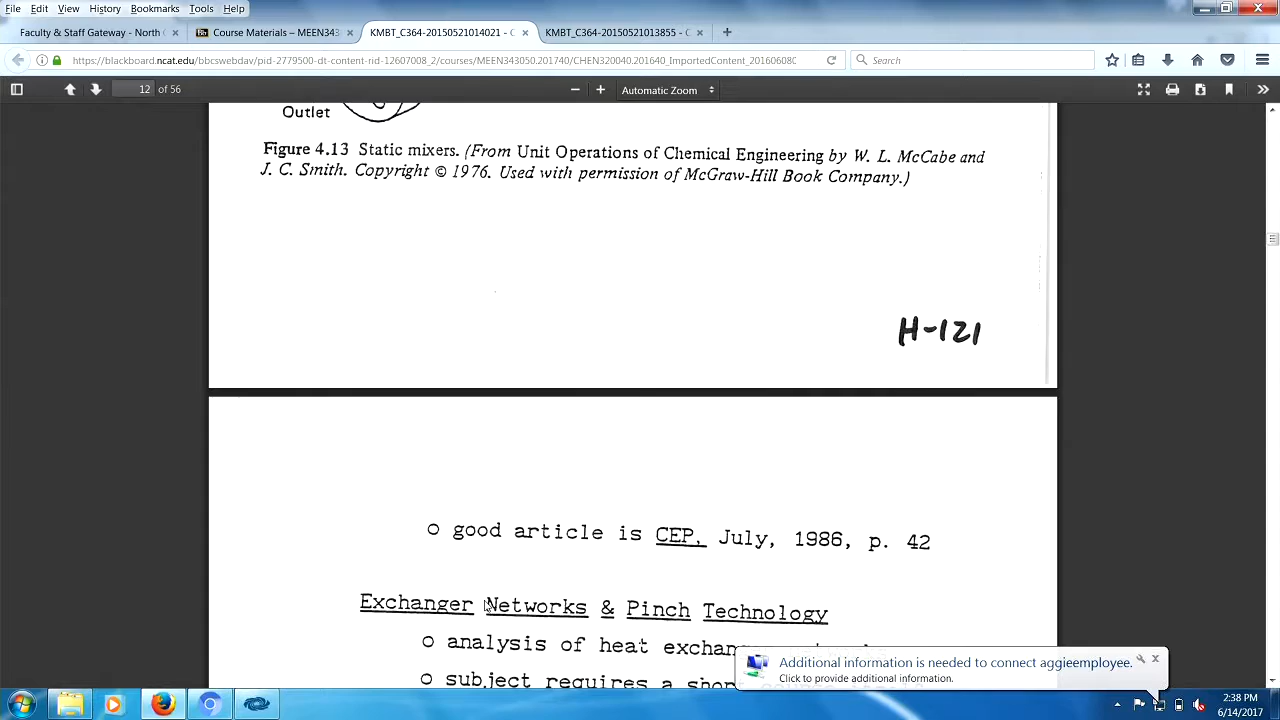 File Edit View History Bookmarks Tools Help
Faculty & Staff Gateway - North Course Materials – MEEN343 KMBT_C364-20150521014021 - KMBT_C364-20150521013855 -
https://blackboard.ncat.edu/bbcswebdav/pid-2779500-dt-content-rid-12607008_2/courses/MEEN343050.201740/CHEN320040.201640_ImportedContent_20160608 Search
12 of 56 Automatic Zoom
Outlet
Figure 4.13 Static mixers. (From Unit Operations of Chemical Engineering by W. L. McCabe and
J. C. Smith. Copyright © 1976. Used with permission of McGraw-Hill Book Company.)
H-121
o good article is CEP, July, 1986, p. 42
Exchanger Networks & Pinch Technology
o analysis of heat
o subject requires a
Additional information is needed to connect aggieemployee.
Click to provide additional information.
2:38 PM
6/14/2017